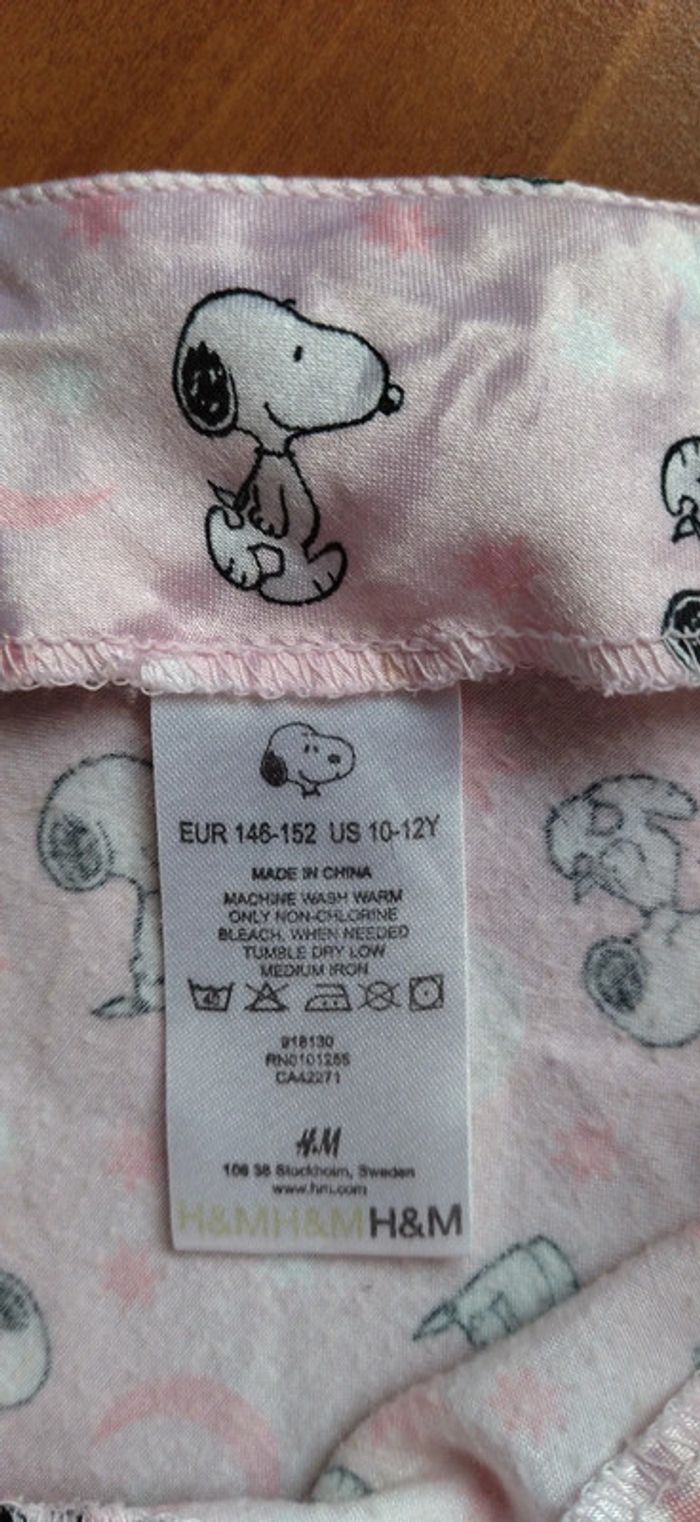 EUR 146-152 US 10-12Y
MADE IN CHINA
MACHINE WASH WARM
ONLY NON-CHLORINE
BLEACH, WHEN NEEDED
TUMBLE DRY LOW
MEDIUM IRON
40
918130
RN0101255
CA42271
H&M
106 38 Stockholm, Sweden
www.hm.com
H&MH&MH&M